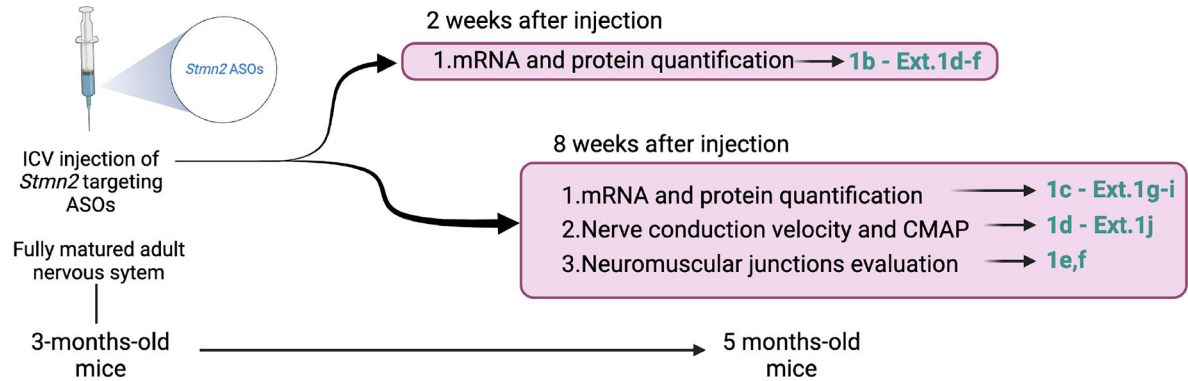 Stmn2 ASOs
ICV injection of
Stmn2 targeting
ASOs
2 weeks after injection
1.mRNA and protein quantification 1b - Ext.1d-f
8 weeks after injection
1.mRNA and protein quantification 1c - Ext.1g-i
2.Nerve conduction velocity and CMAP 1d - Ext.1j
3.Neuromuscular junctions evaluation 1e,f
Fully matured adult
nervous sytem
3-months-old
mice
5 months-old
mice